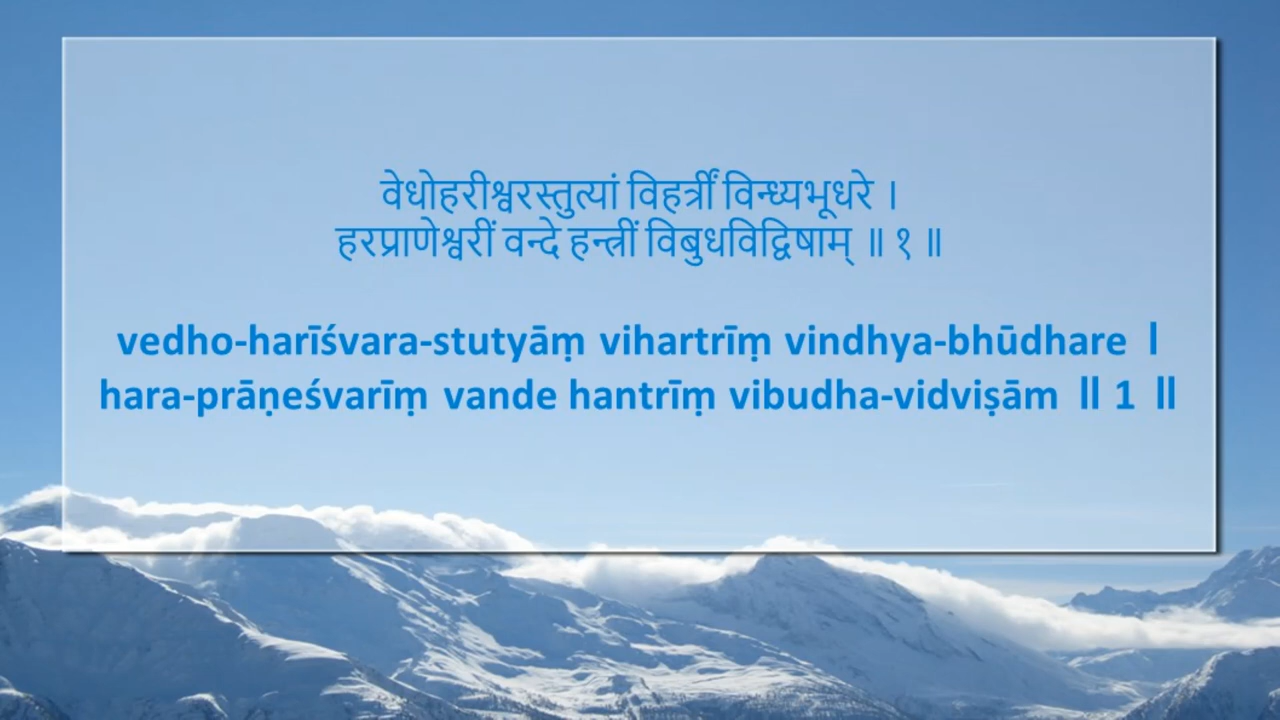 वेधोहरीश्वरस्तुत्यां विहर्त्रीं विन्ध्यभूधरे ।
हरप्राणेश्वरीं वन्दे हन्त्रीं विबुधविद्विषाम् ॥ १ ॥
vedho-harīśvara-stutyāṃ vihartrīṃ vindhya-bhūdhare ।
hara-prāṇeśvarīṃ vande hantrīṃ vibudha-vidviṣām ॥ 1 ॥